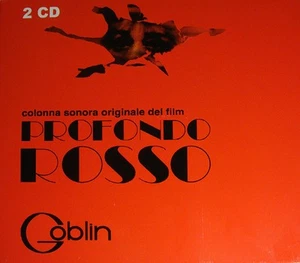 2 CD
colonna sonora originale del film
PROFONDO
ROSSO
Goblin